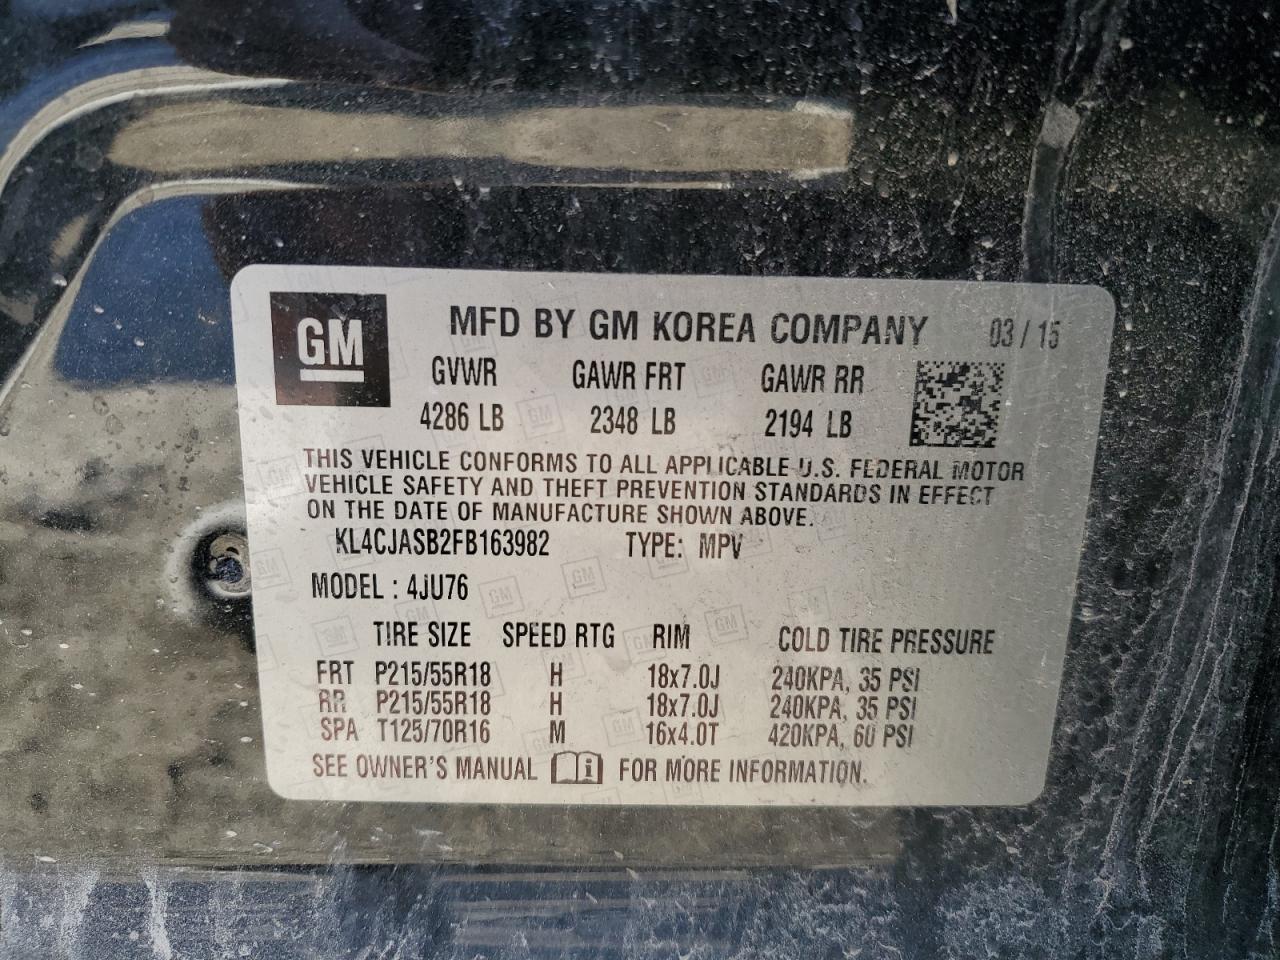 GM
MFD BY GM KOREA COMPANY 03 / 15
GVWR GAWR FRT GAWR RR
4286 LB 2348 LB 2194 LB
THIS VEHICLE CONFORMS TO ALL APPLICABLE U.S. FEDERAL MOTOR
VEHICLE SAFETY AND THEFT PREVENTION STANDARDS IN EFFECT
ON THE DATE OF MANUFACTURE SHOWN ABOVE.
KL4CJASB2FB163982 TYPE: MPV
MODEL : 4JU76
TIRE SIZE SPEED RTG RIM COLD TIRE PRESSURE
FRT P215/55R18 H 18x7.0J 240KPA, 35 PSI
RR P215/55R18 H 18x7.0J 240KPA, 35 PSI
SPA T125/70R16 M 16x4.0T 420KPA, 60 PSI
SEE OWNER'S MANUAL i FOR MORE INFORMATION.